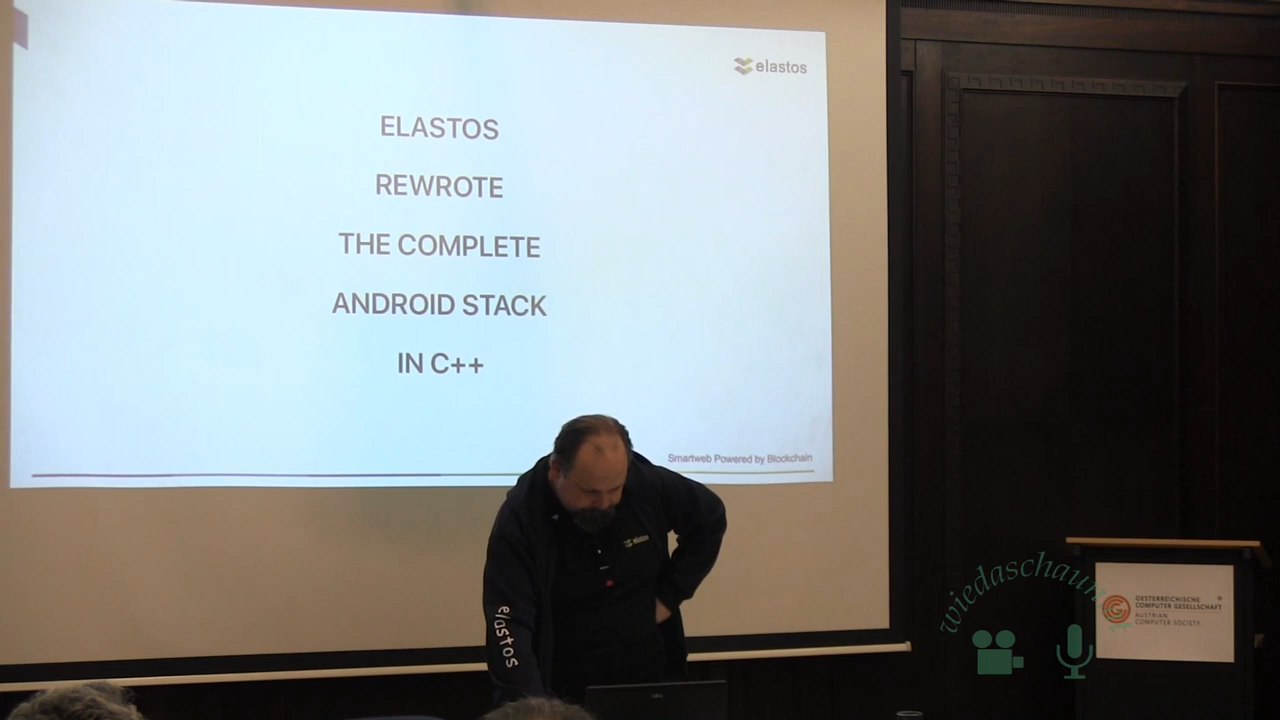 elastos
ELASTOS
REWROTE
THE COMPLETE
ANDROID STACK
IN C++
Smartweb Powered by Blockchain
elastos
elastos
wiedaschaun
OESTERREICHISCHE
COMPUTER GESELLSCHAFT
AUSTRIAN
COMPUTER SOCIETY